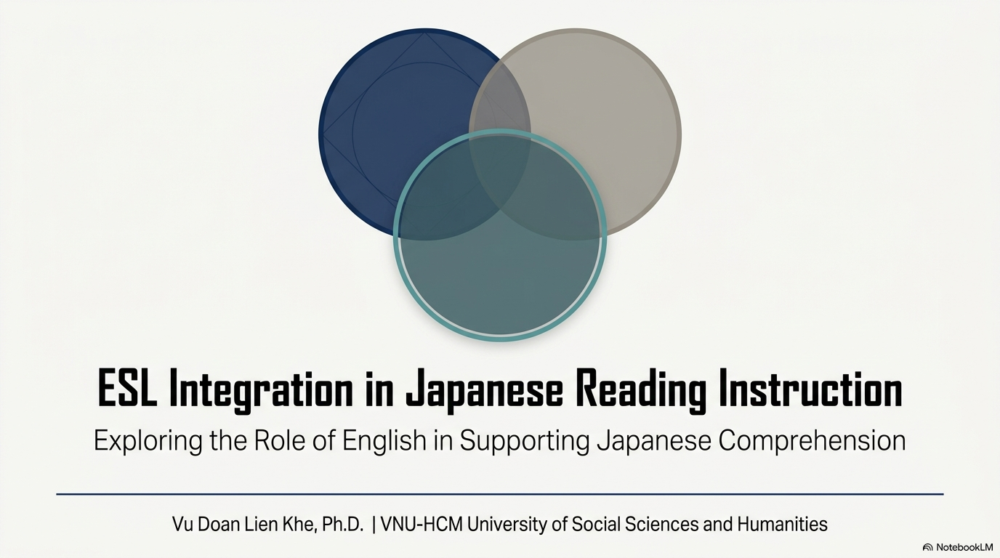 ESL Integration in Japanese Reading Instruction
Exploring the Role of English in Supporting Japanese Comprehension
Vu Doan Lien Khe, Ph.D. | VNU-HCM University of Social Sciences and Humanities
NotebookLM